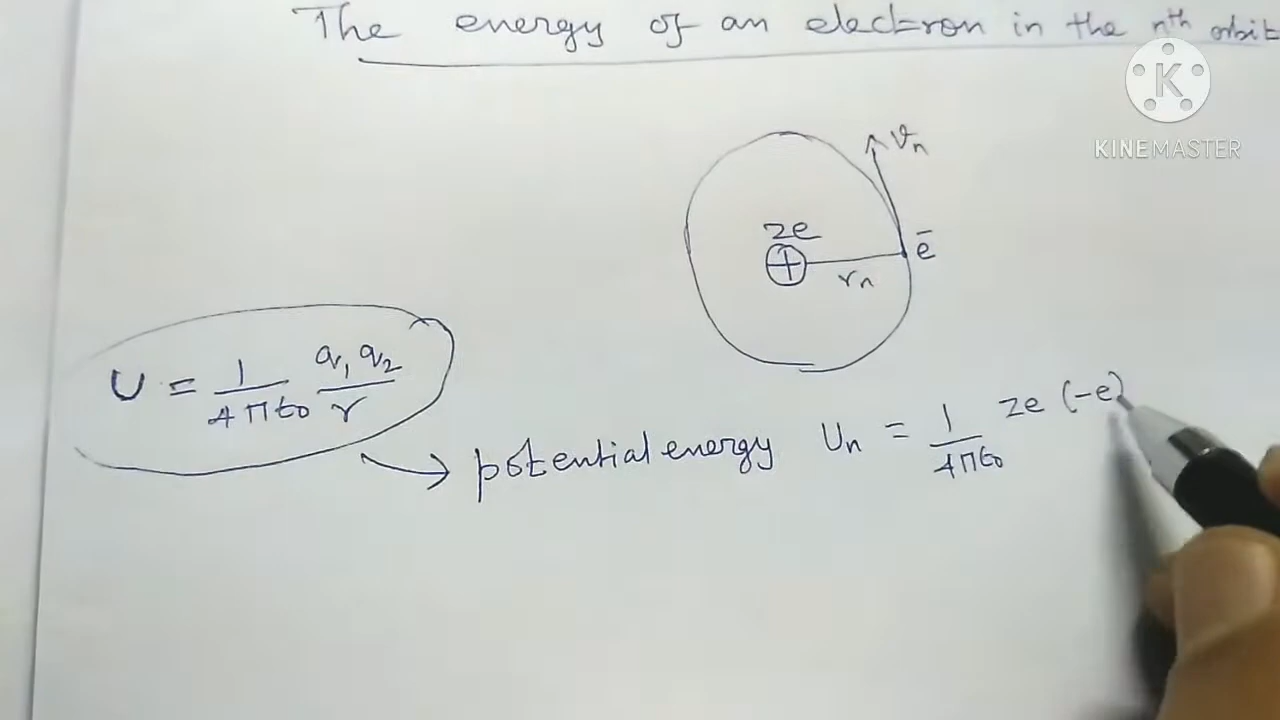 The energy of an electron in the nth orbit
K
KINEMASTER
vn
ze
+
rn
e̅
U = 1/4πε0 q1 q2/r
potential energy Un = 1/4πε0 ze (-e)